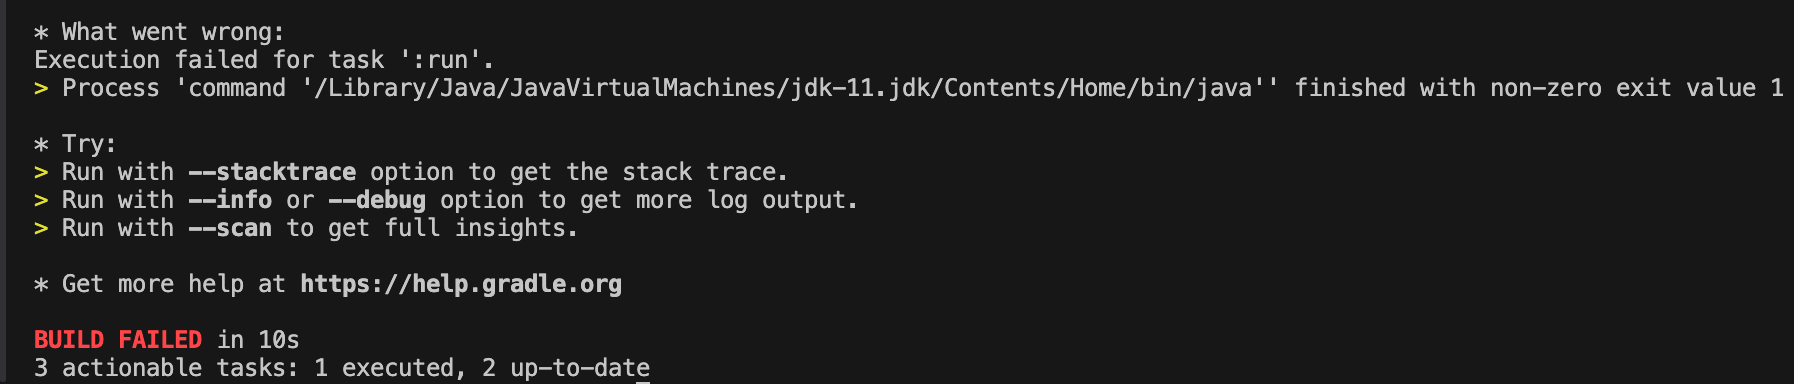 * What went wrong:
Execution failed for task ':run'.
> Process 'command '/Library/Java/JavaVirtualMachines/jdk-11.jdk/Contents/Home/bin/java'' finished with non-zero exit value 1
* Try:
> Run with --stacktrace option to get the stack trace.
> Run with --info or --debug option to get more log output.
> Run with --scan to get full insights.
* Get more help at https://help.gradle.org
BUILD FAILED in 10s
3 actionable tasks: 1 executed, 2 up-to-date